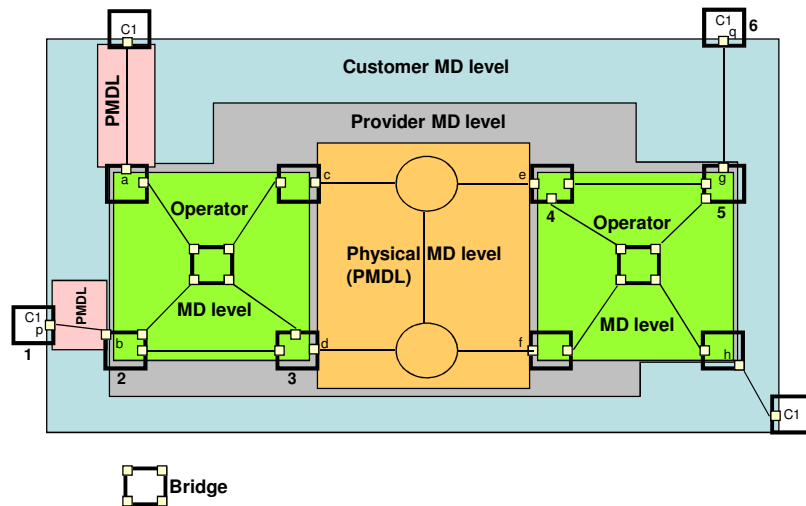 C1
C1
q
6
Customer MD level
PMDL
Provider MD level
a
c
e
g
Operator
4
Operator
5
Physical MD level
(PMDL)
PMDL
MD level
MD level
C1
p
1
b
2
3
d
f
h
C1
Bridge